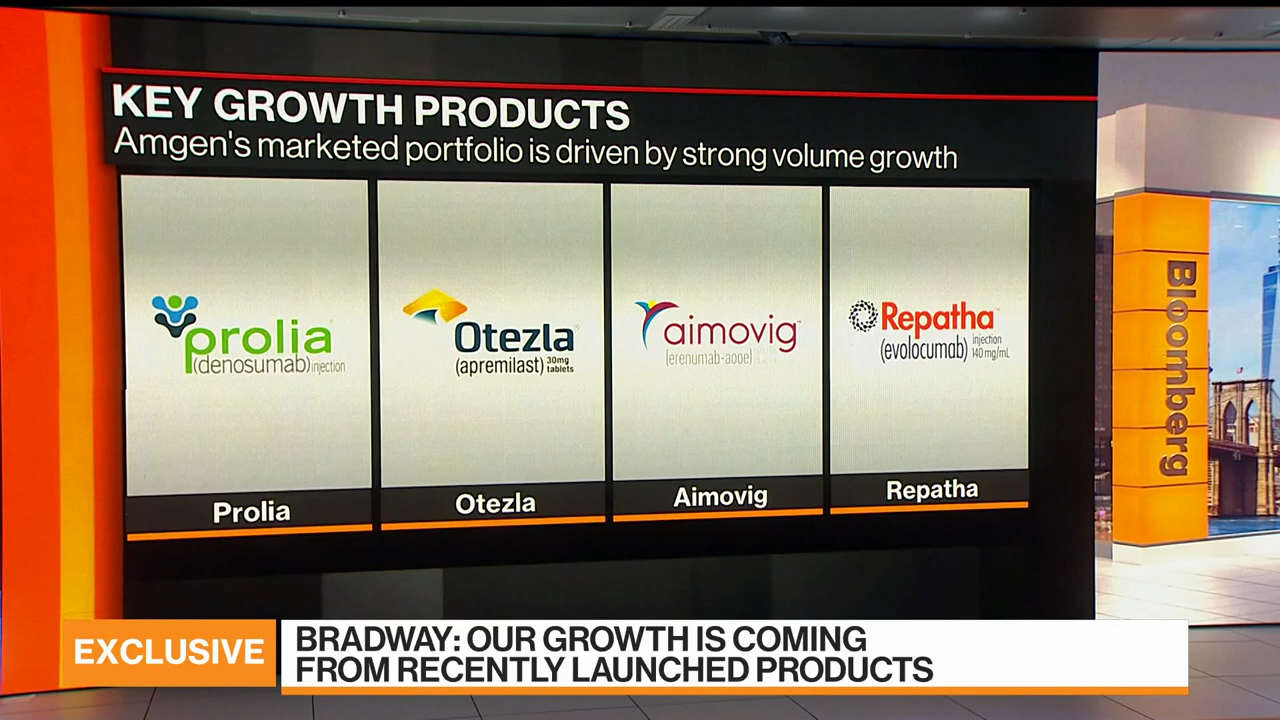 KEY GROWTH PRODUCTS
Amgen's marketed portfolio is driven by strong volume growth
prolia
(denosumab) injection
Otezla®
(apremilast) 30mg tablets
aimovig™
(erenumab-aooe)
Repatha™
(evolocumab) injection 140 mg/mL
Prolia
Otezla
Aimovig
Repatha
Bloomberg
EXCLUSIVE
BRADWAY: OUR GROWTH IS COMING
FROM RECENTLY LAUNCHED PRODUCTS